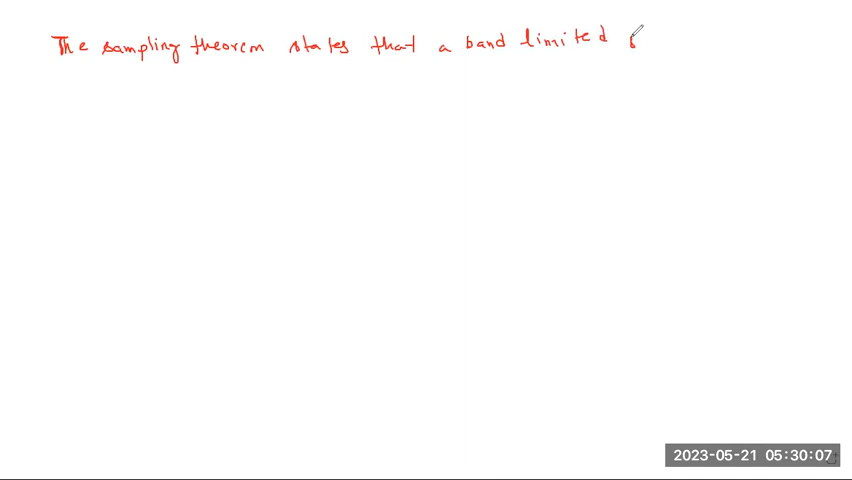 The sampling theorem states that a band limited
2023-05-21 05:30:07